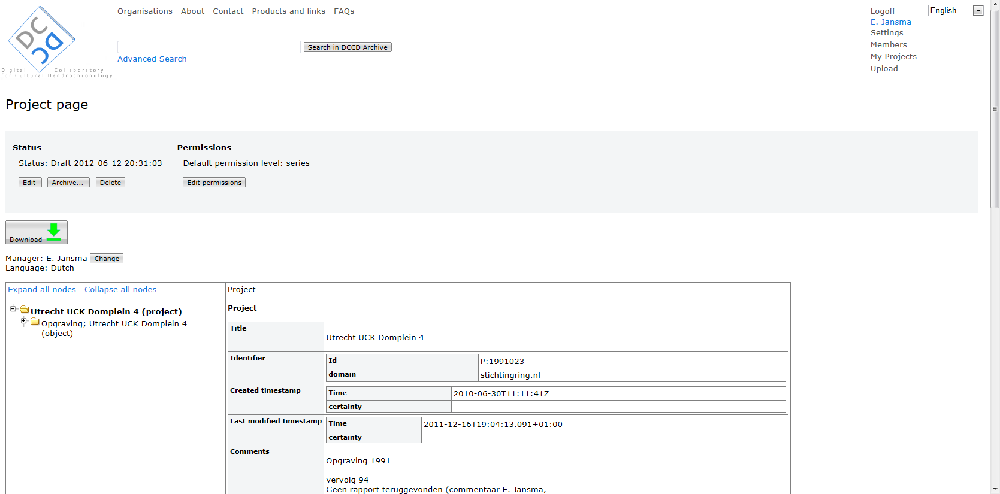 Organisations About Contact Products and links FAQs
Logoff
English
E. Jansma
Settings
Members
My Projects
Upload
DC
DC
Digital Collaboratory
for Cultural Dendrochronology
Search in DCCD Archive
Advanced Search
Project page
Status
Status: Draft 2012-06-12 20:31:03
Edit Archive... Delete
Permissions
Default permission level: series
Edit permissions
Download
Manager: E. Jansma Change
Language: Dutch
Expand all nodes Collapse all nodes
Utrecht UCK Domplein 4 (project)
Opgraving; Utrecht UCK Domplein 4
(object)
Project
Project
Title
Utrecht UCK Domplein 4
Identifier
Id P:1991023
domain stichtingring.nl
Created timestamp
Time 2010-06-30T11:11:41Z
certainty
Last modified timestamp
Time 2011-12-16T19:04:13.091+01:00
certainty
Comments
Opgraving 1991
vervolg 94
Geen rapport teruggevonden (commentaar E. Jansma,